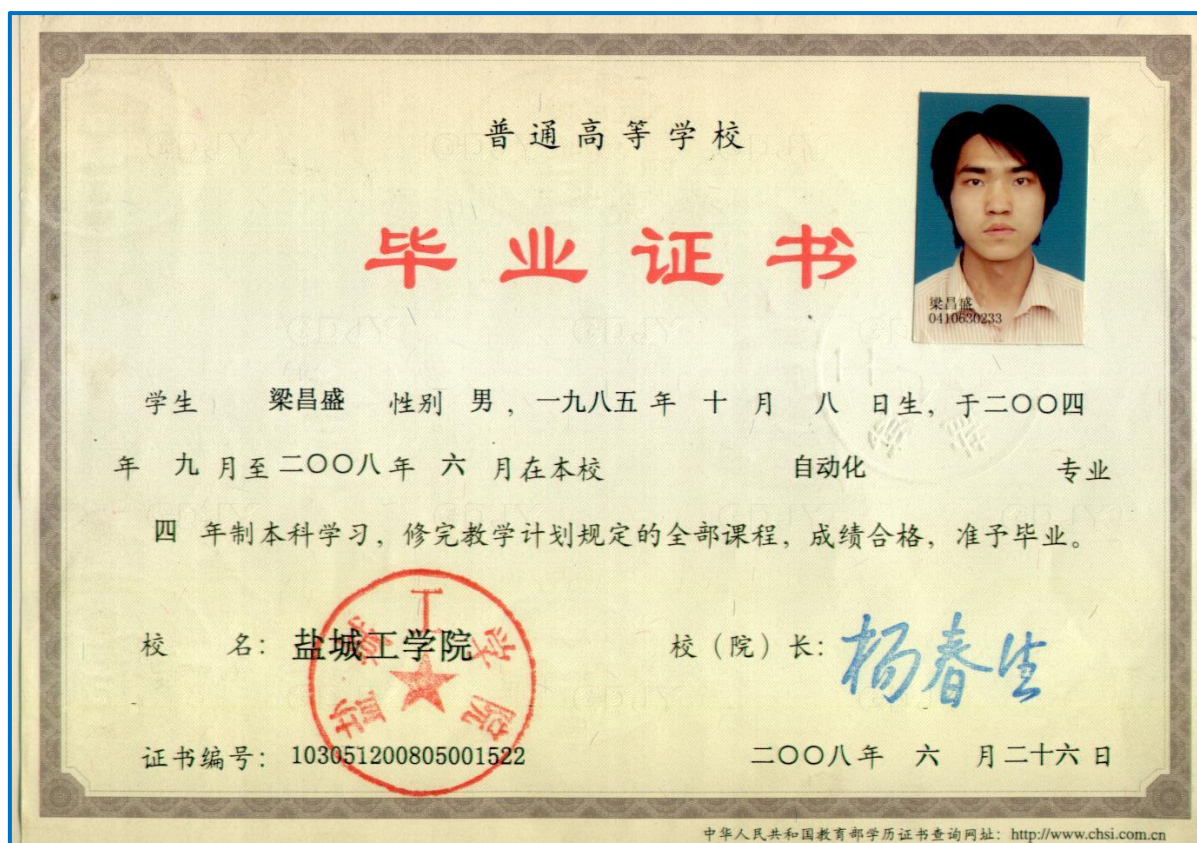 普通高等学校
毕业证书
梁昌盛
0410630233
学生 梁昌盛 性别 男，一九八五 年 十 月 八 日生，于二〇〇四
年 九 月至 二〇〇八 年 六 月在本校 自动化 专业
四 年制本科学习，修完教学计划规定的全部课程，成绩合格，准予毕业。
校 名：盐城工学院
盐城工学院
校（院）长：杨春生
证书编号：103051200805001522
二〇〇八年 六 月二十六日
中华人民共和国教育部学历证书查询网址：http://www.chsi.com.cn